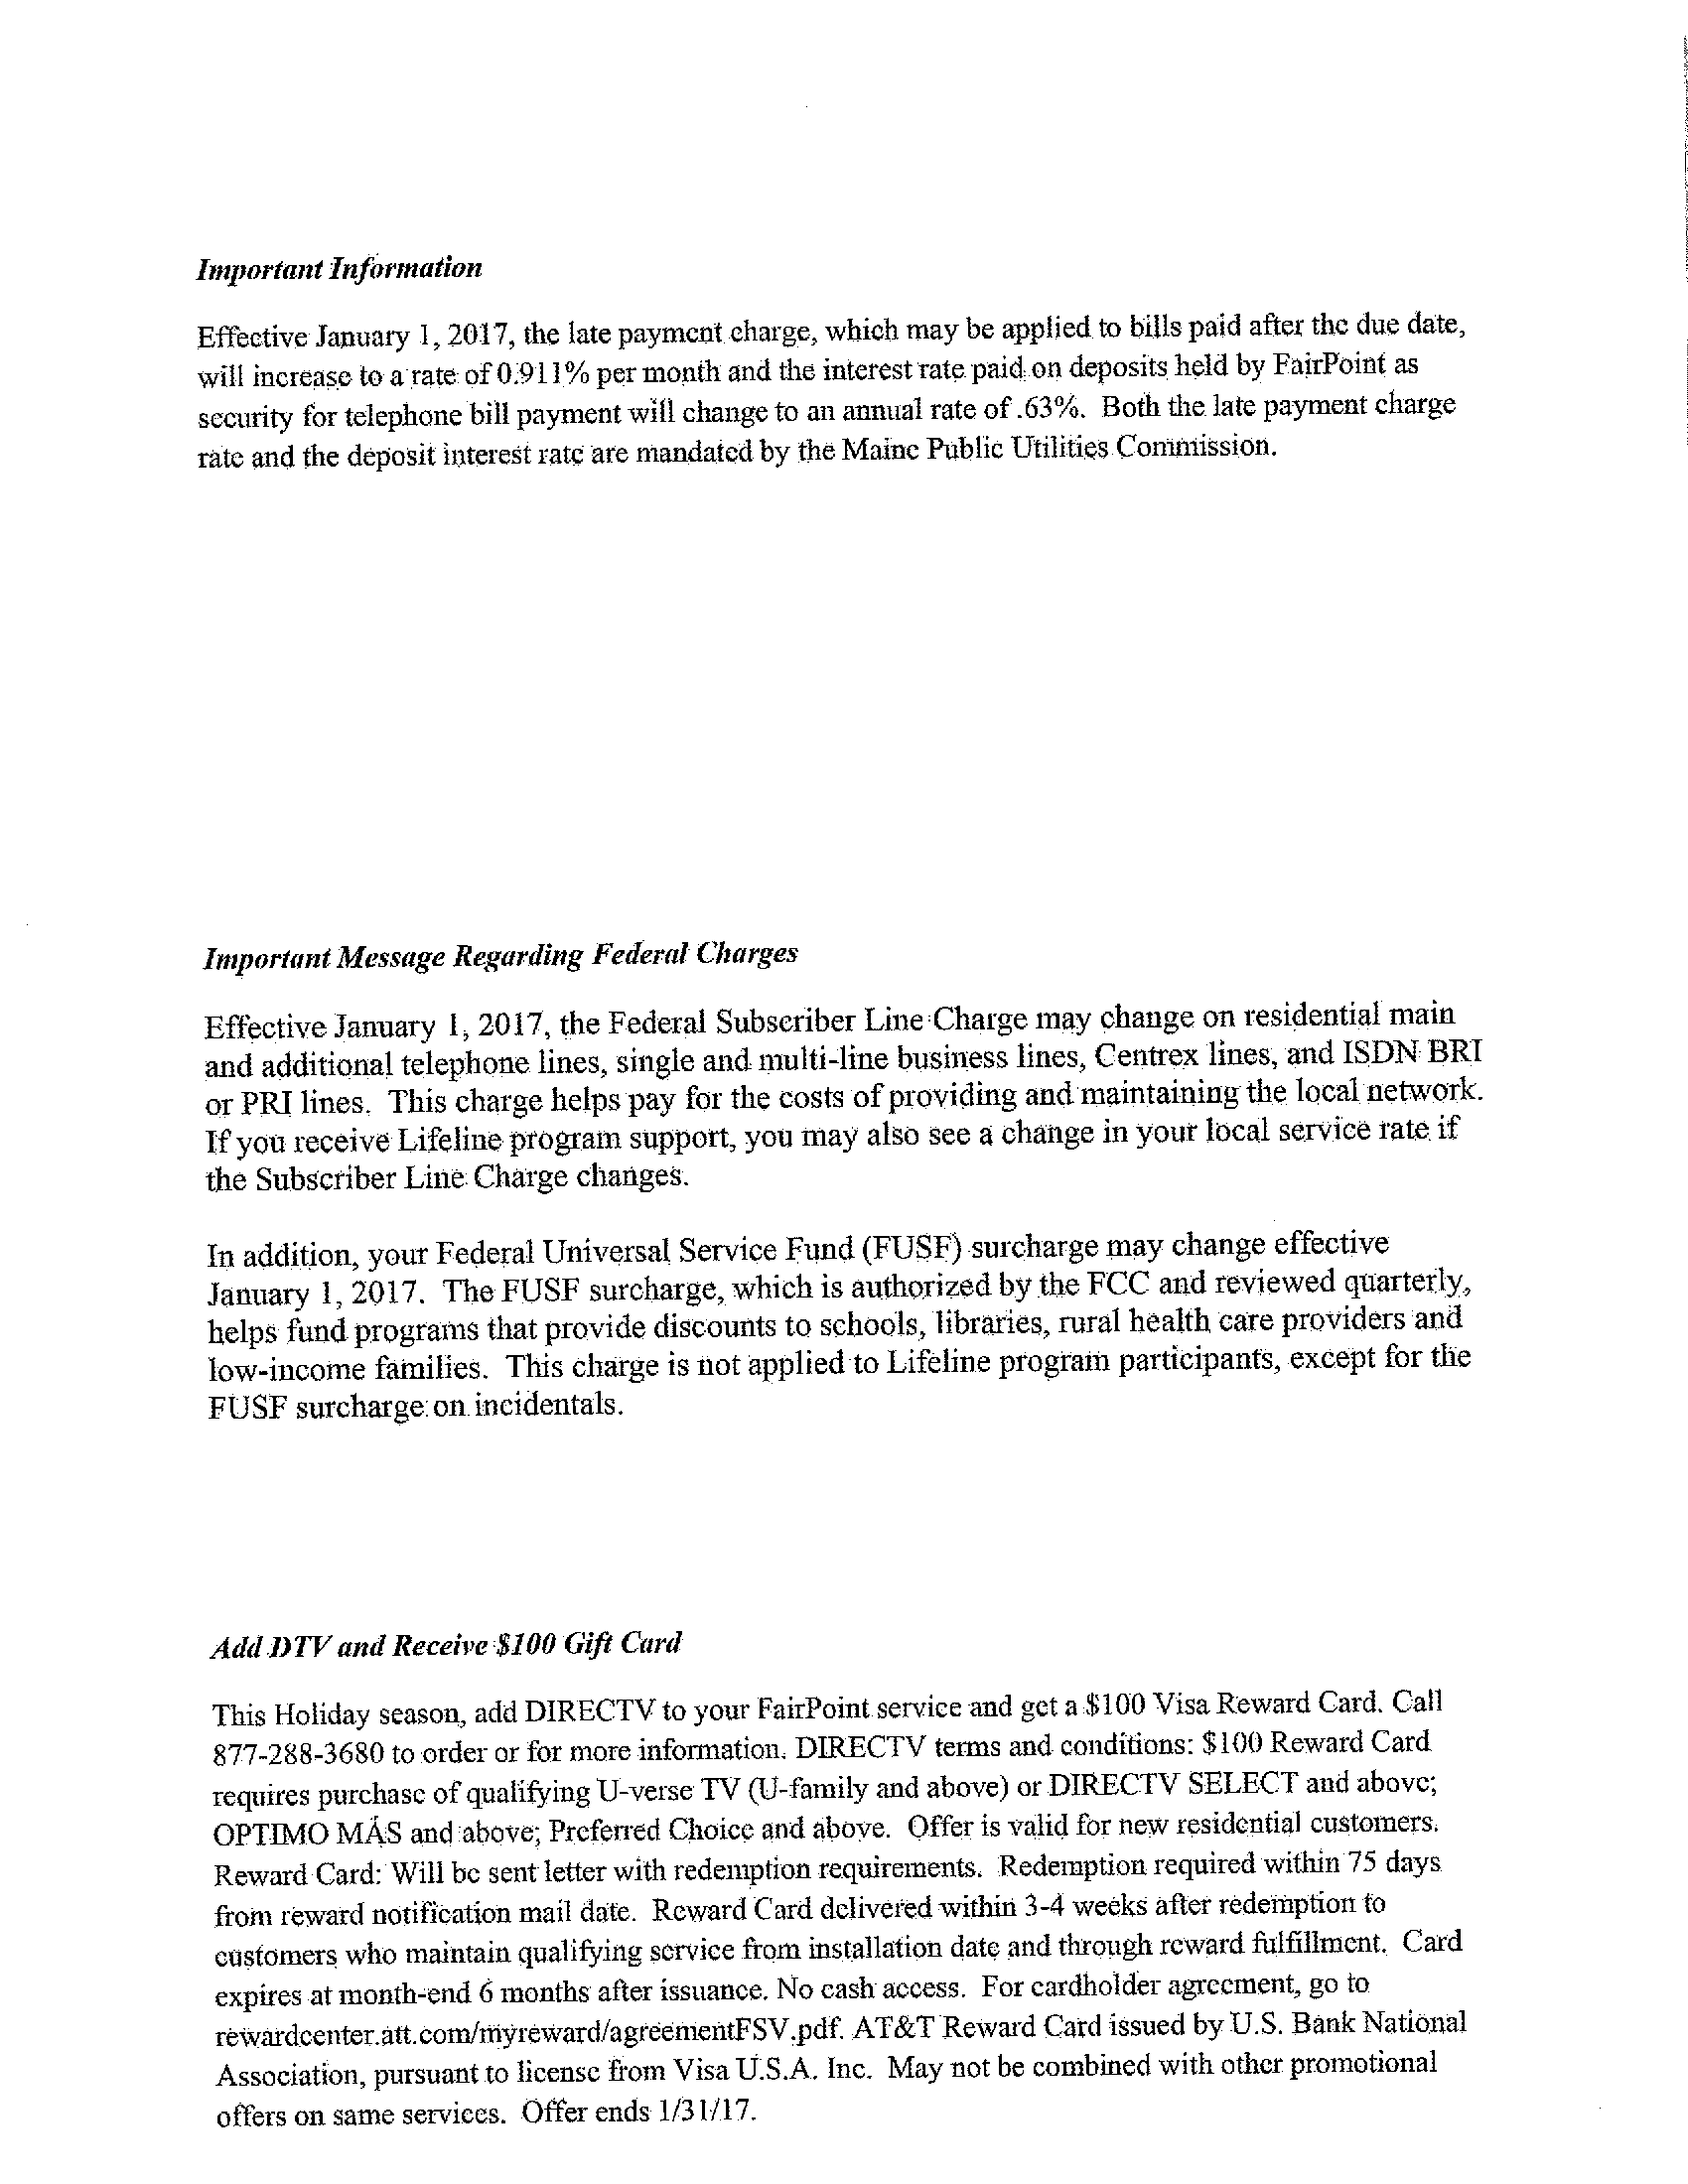 Important Information
Effective January 1, 2017, the late payment charge, which may be applied to bills paid after the due date,
will increase to a rate of 0.911% per month and the interest rate paid on deposits held by FairPoint as
security for telephone bill payment will change to an annual rate of .63%. Both the late payment charge
rate and the deposit interest rate are mandated by the Maine Public Utilities Commission.
Important Message Regarding Federal Charges
Effective January 1, 2017, the Federal Subscriber Line Charge may change on residential main
and additional telephone lines, single and multi-line business lines, Centrex lines, and ISDN BRI
or PRI lines. This charge helps pay for the costs of providing and maintaining the local network.
If you receive Lifeline program support, you may also see a change in your local service rate if
the Subscriber Line Charge changes.
In addition, your Federal Universal Service Fund (FUSF) surcharge may change effective
January 1, 2017. The FUSF surcharge, which is authorized by the FCC and reviewed quarterly,
helps fund programs that provide discounts to schools, libraries, rural health care providers and
low-income families. This charge is not applied to Lifeline program participants, except for the
FUSF surcharge on incidentals.
Add DTV and Receive $100 Gift Card
This Holiday season, add DIRECTV to your FairPoint service and get a $100 Visa Reward Card. Call
877-288-3680 to order or for more information. DIRECTV terms and conditions: $100 Reward Card
requires purchase of qualifying U-verse TV (U-family and above) or DIRECTV SELECT and above;
OPTIMO MÁS and above; Preferred Choice and above. Offer is valid for new residential customers.
Reward Card: Will be sent letter with redemption requirements. Redemption required within 75 days
from reward notification mail date. Reward Card delivered within 3-4 weeks after redemption to
customers who maintain qualifying service from installation date and through reward fulfillment. Card
expires at month-end 6 months after issuance. No cash access. For cardholder agreement, go to
rewardcenter.att.com/myreward/agreementFSV.pdf. AT&T Reward Card issued by U.S. Bank National
Association, pursuant to license from Visa U.S.A. Inc. May not be combined with other promotional
offers on same services. Offer ends 1/31/17.